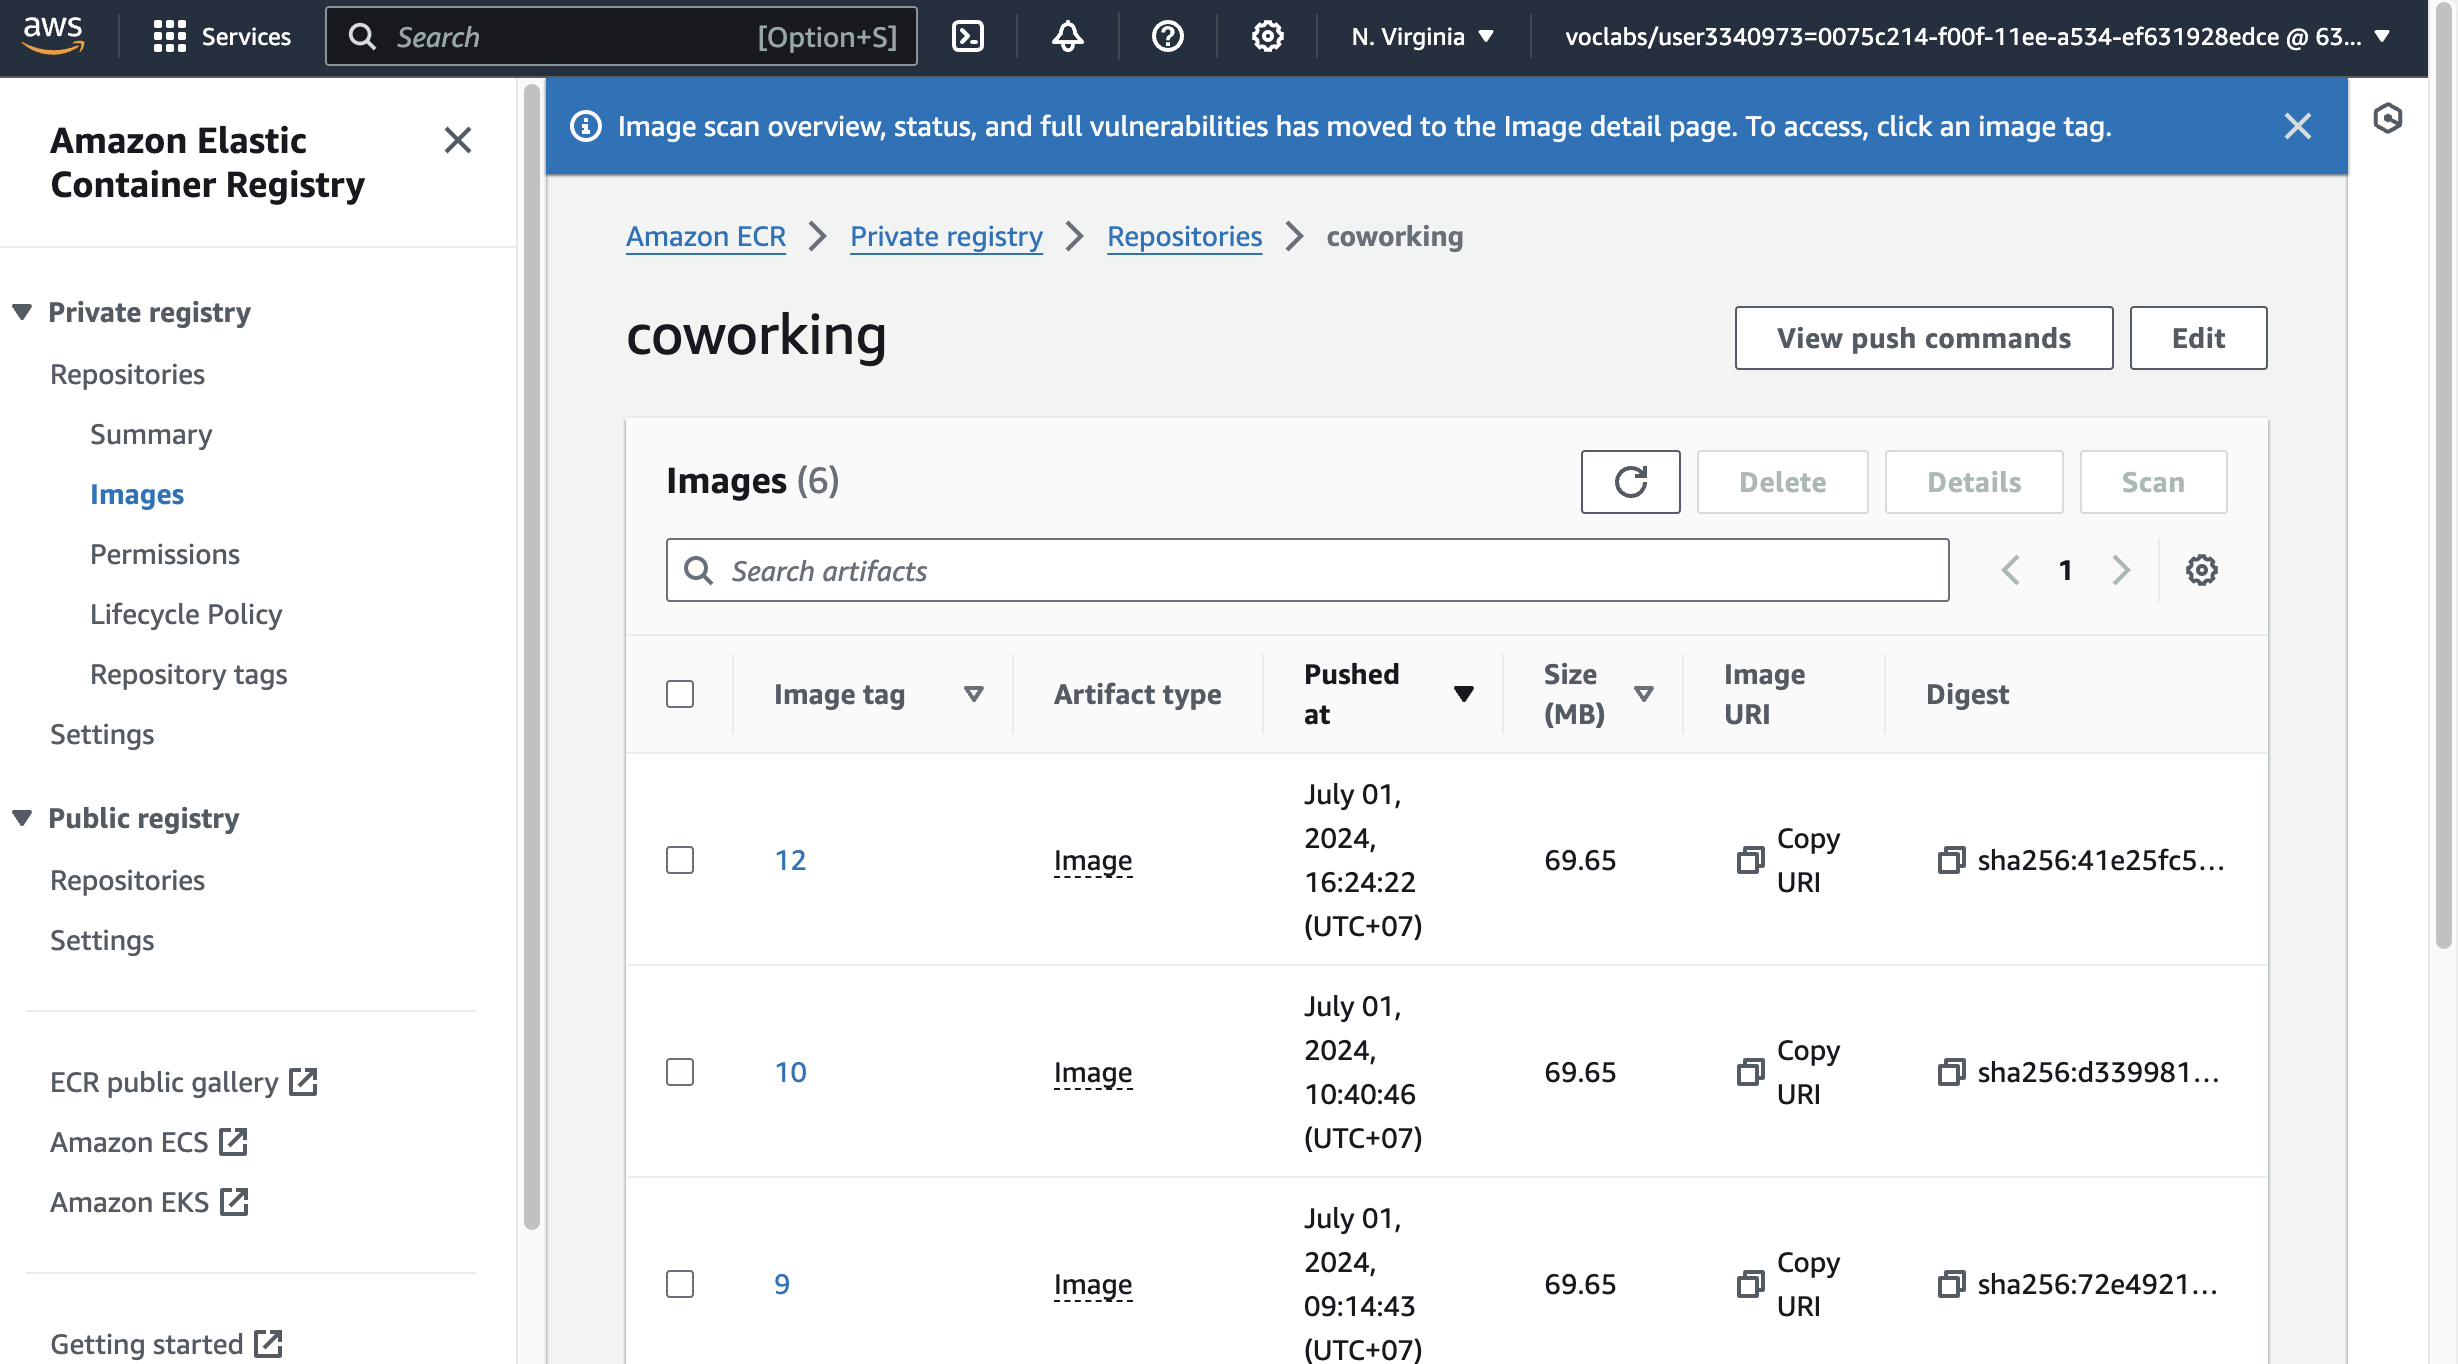 aws
Services
Search
[Option+S]
N. Virginia
voclabs/user3340973=0075c214-f00f-11ee-a534-ef631928edce @ 63...
Amazon Elastic
Container Registry
Private registry
Repositories
Summary
Images
Permissions
Lifecycle Policy
Repository tags
Settings
Public registry
Repositories
Settings
ECR public gallery
Amazon ECS
Amazon EKS
Getting started
Image scan overview, status, and full vulnerabilities has moved to the Image detail page. To access, click an image tag.
Amazon ECR
Private registry
Repositories
coworking
coworking
View push commands
Edit
Images (6)
Delete
Details
Scan
Search artifacts
1
Image tag
Artifact type
Pushed
at
Size
(MB)
Image
URI
Digest
12
Image
July 01,
2024,
16:24:22
(UTC+07)
69.65
Copy
URI
sha256:41e25fc5...
10
Image
July 01,
2024,
10:40:46
(UTC+07)
69.65
Copy
URI
sha256:d339981...
9
Image
July 01,
2024,
09:14:43
(UTC+07)
69.65
Copy
URI
sha256:72e4921...